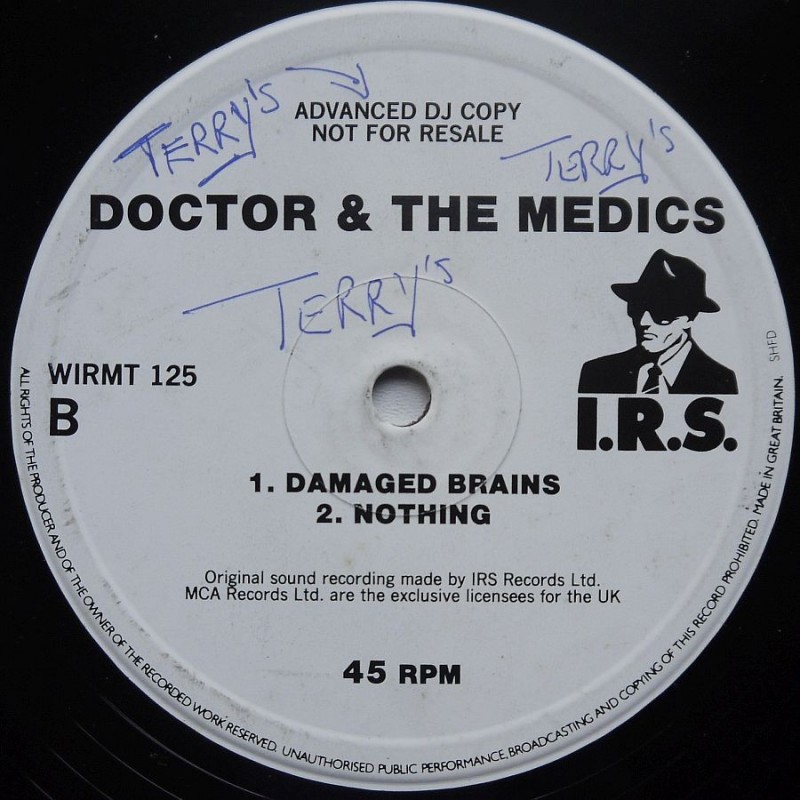 TERRY'S
ADVANCED DJ COPY
NOT FOR RESALE
TERRY'S
DOCTOR & THE MEDICS
TERRY'S
WIRMT 125
B
I.R.S.
SHFD
1. DAMAGED BRAINS
2. NOTHING
Original sound recording made by IRS Records Ltd.
MCA Records Ltd. are the exclusive licensees for the UK
45 RPM
ALL RIGHTS OF THE PRODUCER AND OF THE OWNER OF THE RECORDED WORK RESERVED. UNAUTHORISED PUBLIC PERFORMANCE, BROADCASTING AND COPYING OF THIS RECORD PROHIBITED. MADE IN GREAT BRITAIN.